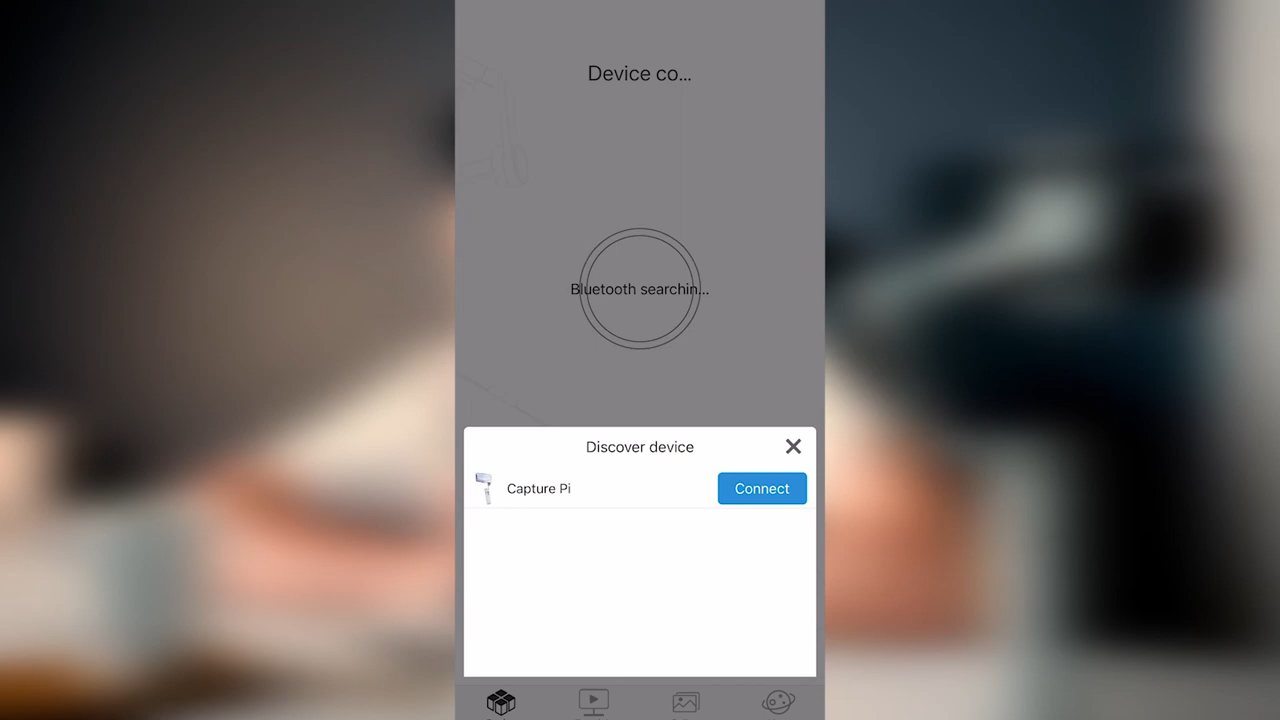 Device co...
Bluetooth searchin...
Discover device
Capture Pi
Connect